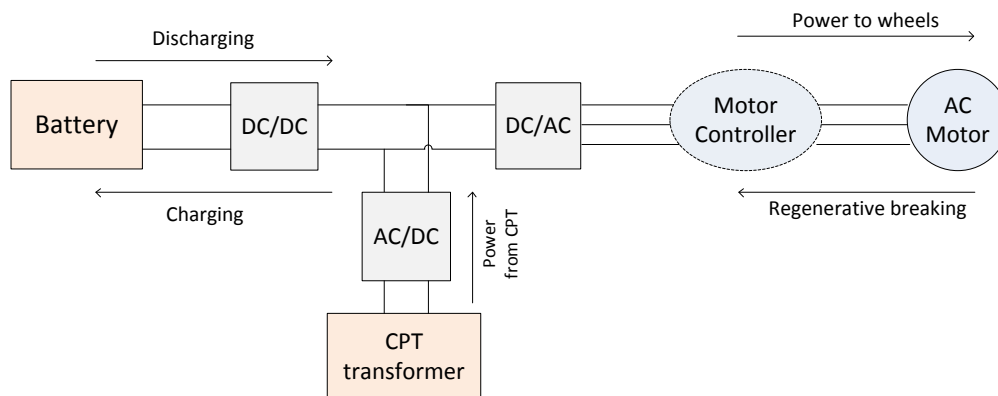 Power to wheels
Discharging
Battery
DC/DC
DC/AC
Motor
Controller
AC
Motor
Charging
Regenerative breaking
AC/DC
Power
from CPT
CPT
transformer